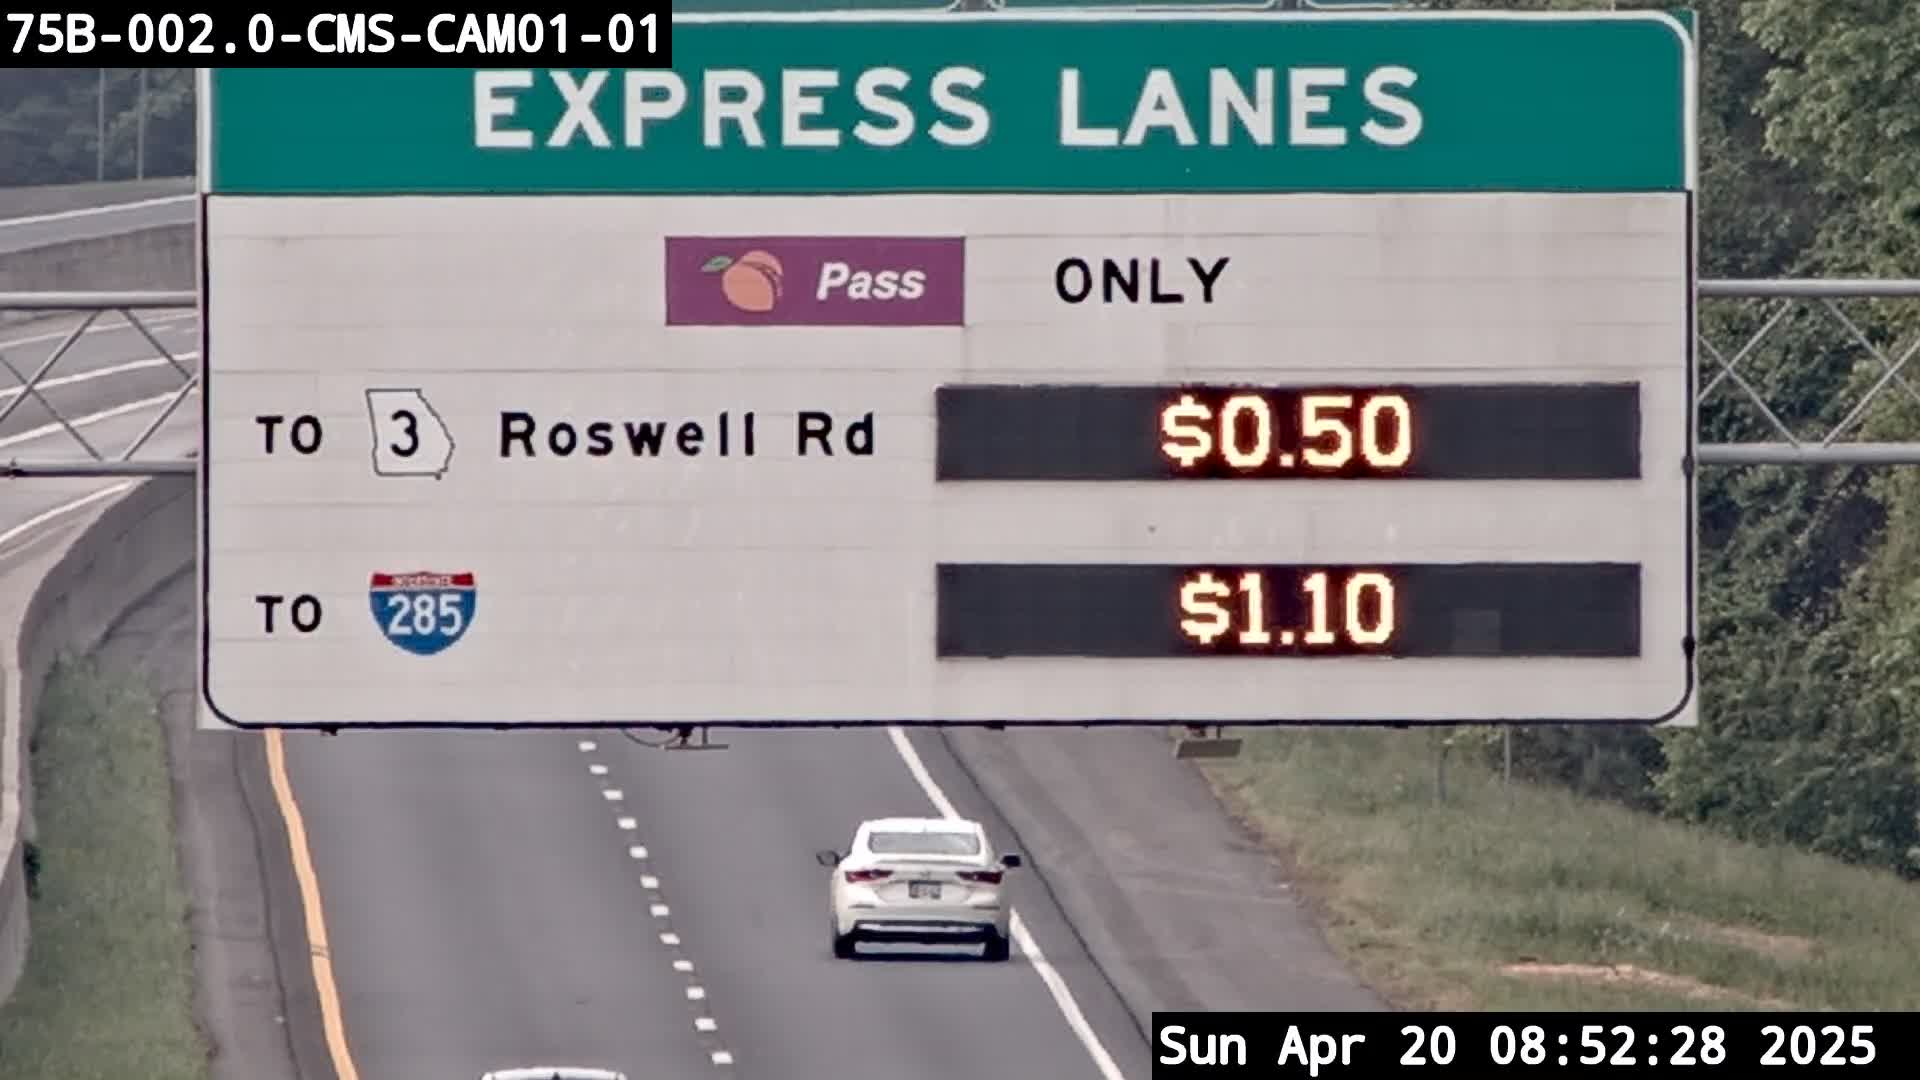 75B-002.0-CMS-CAM01-01
EXPRESS LANES
Pass ONLY
TO 3 Roswell Rd $0.50
INTERSTATE
TO 285 $1.10
Sun Apr 20 08:52:28 2025